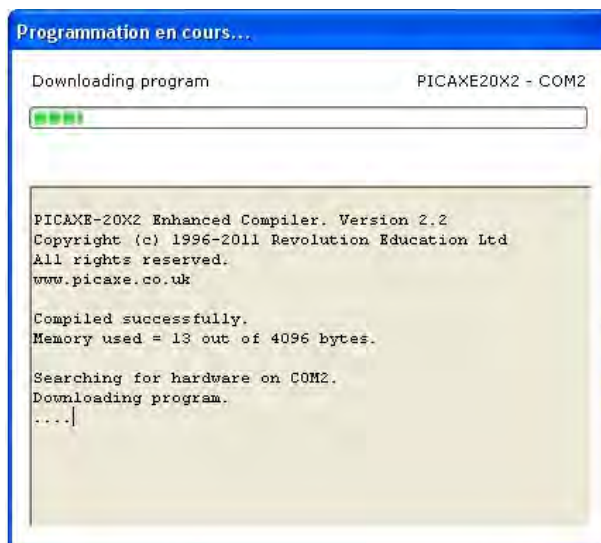 Programmation en cours...
Downloading program PICAXE20X2 - COM2
PICAXE-20X2 Enhanced Compiler. Version 2.2
Copyright (c) 1996-2011 Revolution Education Ltd
All rights reserved.
www.picaxe.co.uk
Compiled successfully.
Memory used = 13 out of 4096 bytes.
Searching for hardware on COM2.
Downloading program.
....